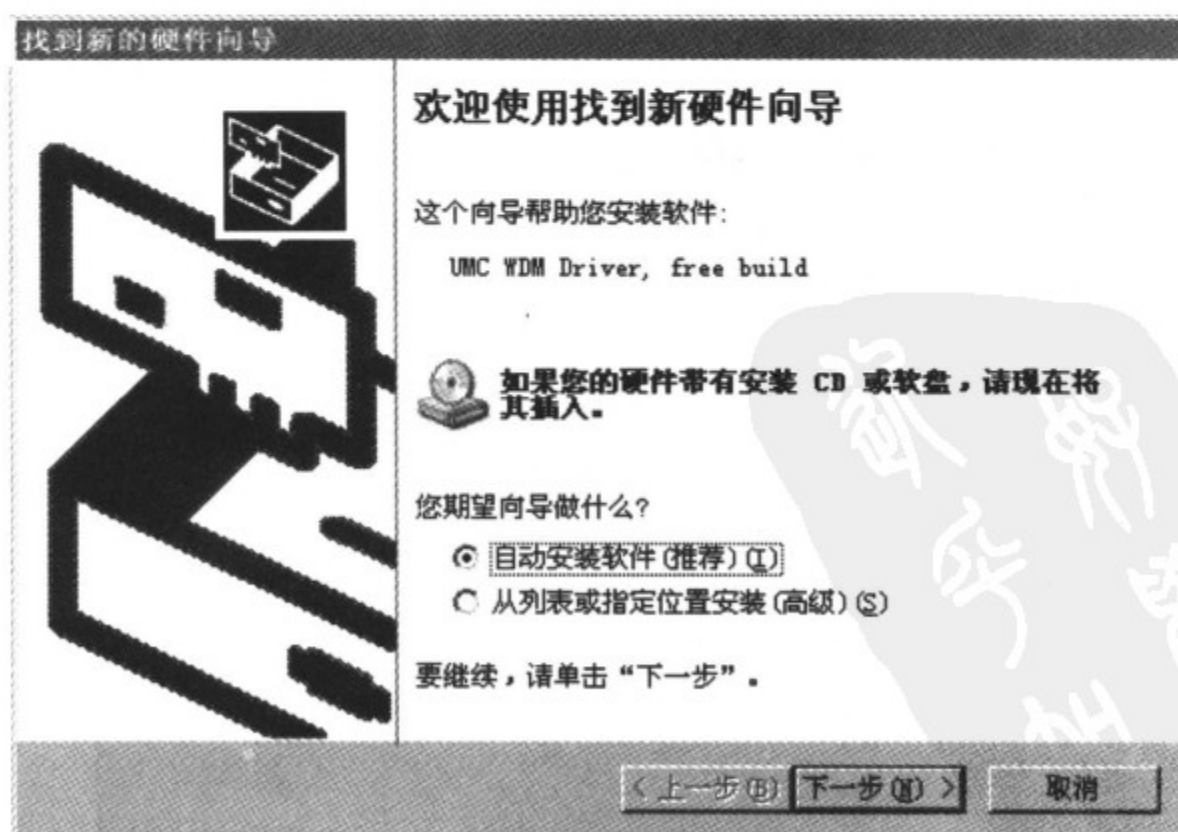 找到新的硬件向导
欢迎使用找到新硬件向导
这个向导帮助您安装软件:
UMC WDM Driver, free build
如果您的硬件带有安装 CD 或软盘,请现在将
其插入。
您期望向导做什么?
自动安装软件(推荐)(I)
从列表或指定位置安装(高级)(S)
要继续,请单击“下一步”。
< 上一步(B) 下一步(N) > 取消